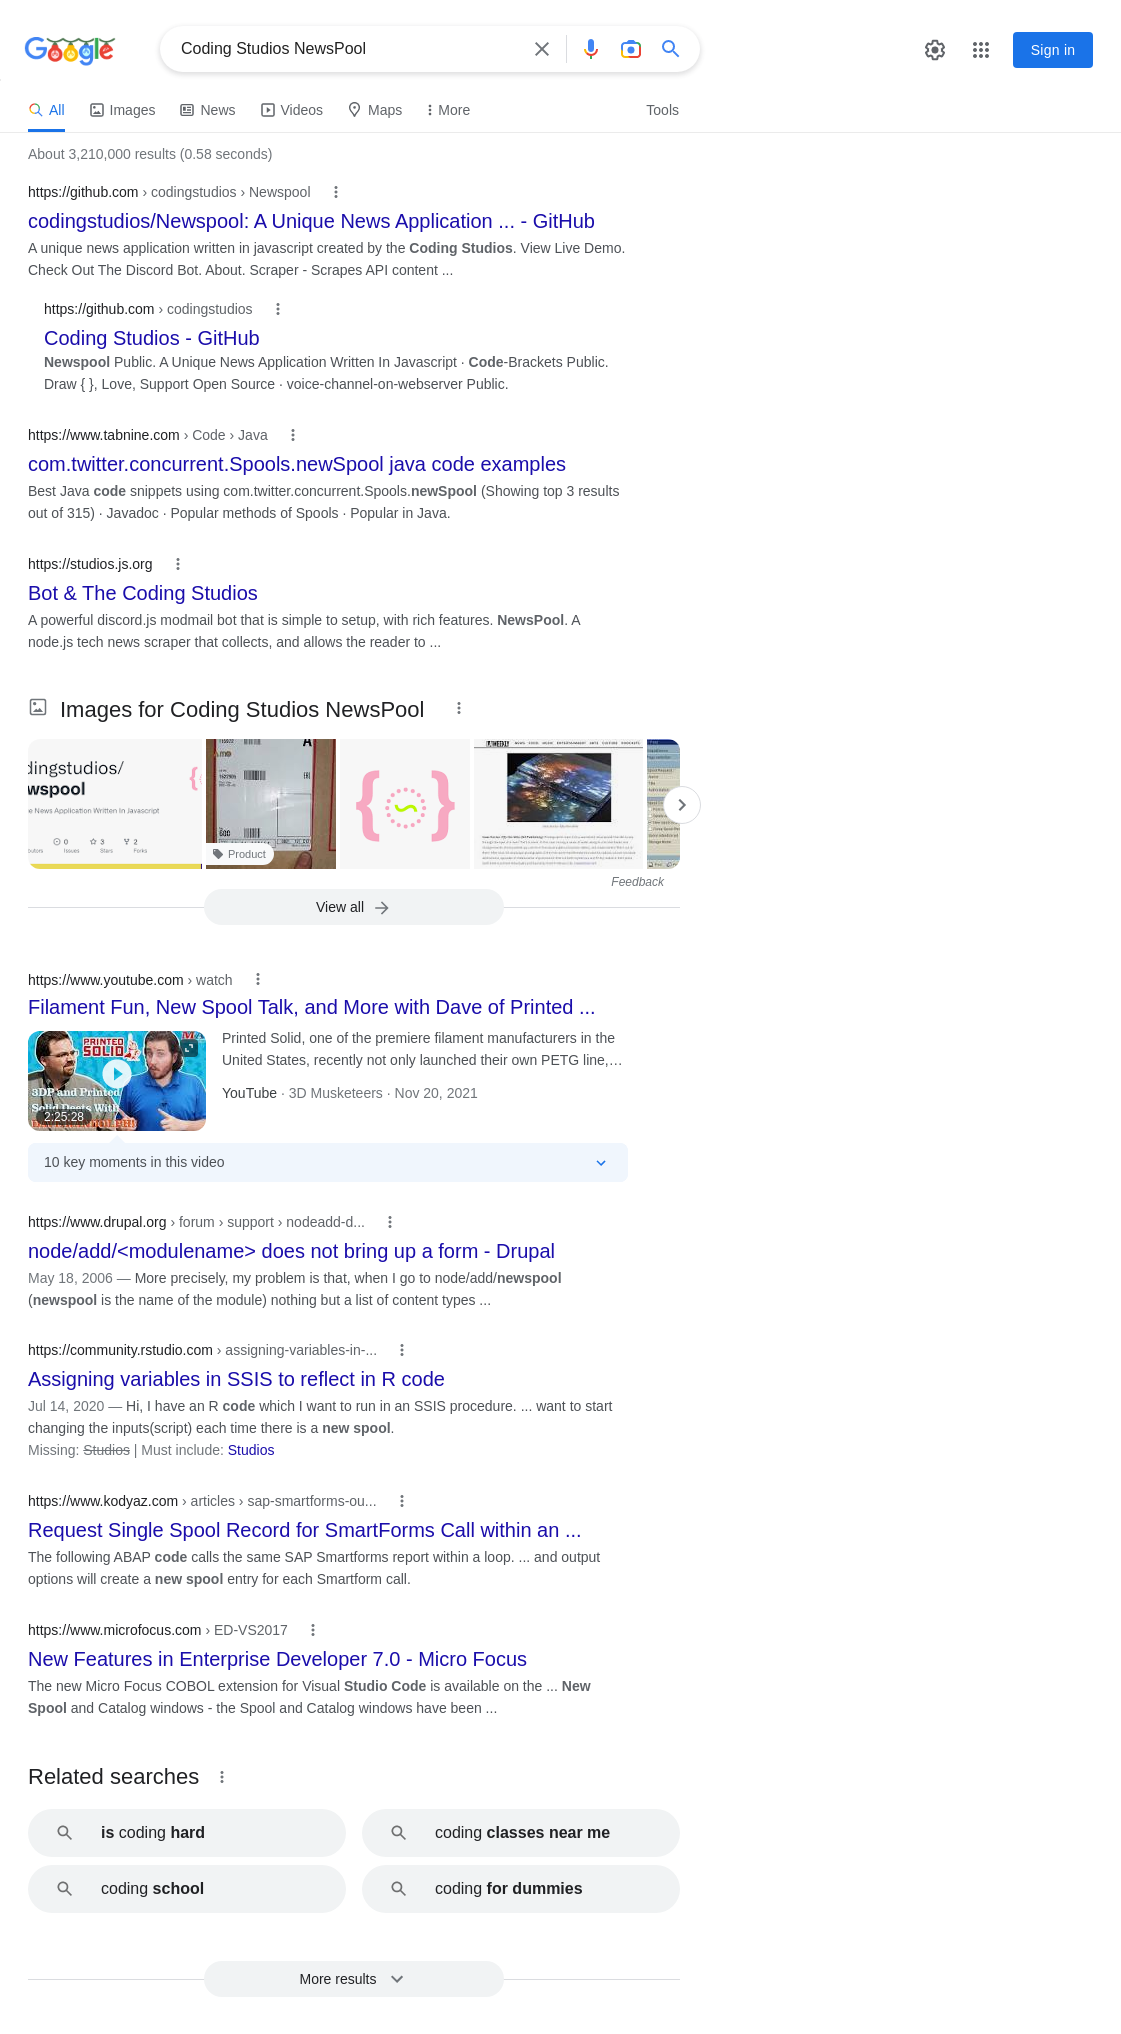 Google
Coding Studios NewsPool
Sign in
All
Images
News
Videos
Maps
More
Tools
About 3,210,000 results (0.58 seconds)
https://github.com › codingstudios › Newspool
codingstudios/Newspool: A Unique News Application ... - GitHub
A unique news application written in javascript created by the Coding Studios. View Live Demo.
Check Out The Discord Bot. About. Scraper - Scrapes API content ...
https://github.com › codingstudios
Coding Studios - GitHub
Newspool Public. A Unique News Application Written In Javascript · Code-Brackets Public.
Draw { }, Love, Support Open Source · voice-channel-on-webserver Public.
https://www.tabnine.com › Code › Java
com.twitter.concurrent.Spools.newSpool java code examples
Best Java code snippets using com.twitter.concurrent.Spools.newSpool (Showing top 3 results
out of 315) · Javadoc · Popular methods of Spools · Popular in Java.
https://studios.js.org
Bot & The Coding Studios
A powerful discord.js modmail bot that is simple to setup, with rich features. NewsPool. A
node.js tech news scraper that collects, and allows the reader to ...
Images for Coding Studios NewsPool
dingstudios/
wspool
e News Application Written In Javascript
0
3
2
Issues
Stars
Forks
A
Product
WEEKLY
Feedback
View all
https://www.youtube.com › watch
Filament Fun, New Spool Talk, and More with Dave of Printed ...
PRINTED
SOLID
3DP and Printed
Solid Deets With
2:25:28
Printed Solid, one of the premiere filament manufacturers in the
United States, recently not only launched their own PETG line,…
YouTube · 3D Musketeers · Nov 20, 2021
10 key moments in this video
https://www.drupal.org › forum › support › nodeadd-d...
node/add/<modulename> does not bring up a form - Drupal
May 18, 2006 — More precisely, my problem is that, when I go to node/add/newspool
(newspool is the name of the module) nothing but a list of content types ...
https://community.rstudio.com › assigning-variables-in-...
Assigning variables in SSIS to reflect in R code
Jul 14, 2020 — Hi, I have an R code which I want to run in an SSIS procedure. ... want to start
changing the inputs(script) each time there is a new spool.
Missing: Studios | Must include: Studios
https://www.kodyaz.com › articles › sap-smartforms-ou...
Request Single Spool Record for SmartForms Call within an ...
The following ABAP code calls the same SAP Smartforms report within a loop. ... and output
options will create a new spool entry for each Smartform call.
https://www.microfocus.com › ED-VS2017
New Features in Enterprise Developer 7.0 - Micro Focus
The new Micro Focus COBOL extension for Visual Studio Code is available on the ... New
Spool and Catalog windows - the Spool and Catalog windows have been ...
Related searches
is coding hard
coding classes near me
coding school
coding for dummies
More results